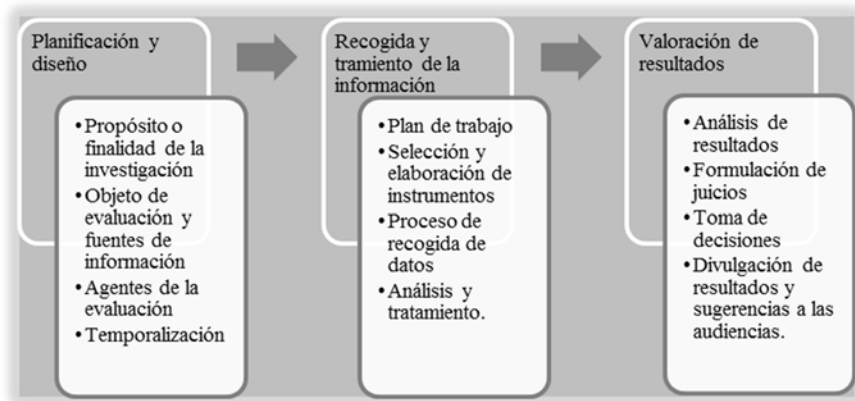 Planificación y
diseño
• Propósito o
finalidad de la
investigación
• Objeto de
evaluación y
fuentes de
información
• Agentes de la
evaluación
• Temporalización
Recogida y
tramiento de la
información
• Plan de trabajo
• Selección y
elaboración de
instrumentos
• Proceso de
recogida de
datos
• Análisis y
tratamiento.
Valoración de
resultados
• Análisis de
resultados
• Formulación de
juicios
• Toma de
decisiones
• Divulgación de
resultados y
sugerencias a las
audiencias.